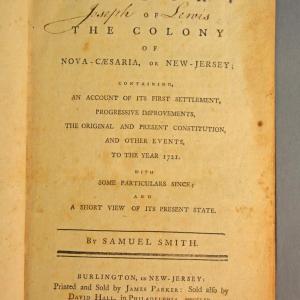 Joseph Lewis
OF
THE COLONY
OF
NOVA-CÆSARIA, OR NEW-JERSEY;
CONTAINING,
AN ACCOUNT OF ITS FIRST SETTLEMENT,
PROGRESSIVE IMPROVEMENTS,
THE ORIGINAL AND PRESENT CONSTITUTION,
AND OTHER EVENTS,
TO THE YEAR 1721.
WITH
SOME PARTICULARS SINCE;
AND
A SHORT VIEW OF ITS PRESENT STATE.
BY SAMUEL SMITH.
BURLINGTON, IN NEW-JERSEY:
Printed and Sold by JAMES PARKER: Sold also by
DAVID HALL, in PHILADELPHIA.